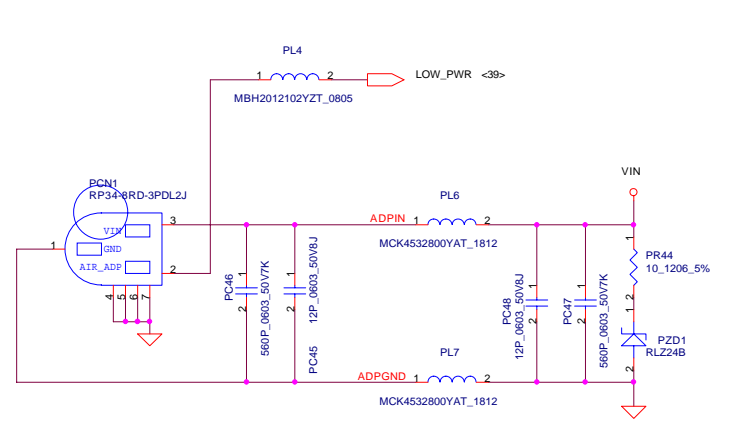 PL4
1 2
LOW_PWR <39>
MBH2012102YZT_0805
PCN1
RP34-8RD-3PDL2J
VIN
3
ADPIN
1 PL6 2
MCK4532800YAT_1812
VIN
1
GND
AIR_ADP
2
4 5 6 7
1
2
PC46
560P_0603_50V7K
1
2
12P_0603_50V8J
PC45
1
2
PC48
12P_0603_50V8J
1
2
PC47
560P_0603_50V7K
1
2
PR44
10_1206_5%
1
2
PZD1
RLZ24B
ADPGND
1 PL7 2
MCK4532800YAT_1812